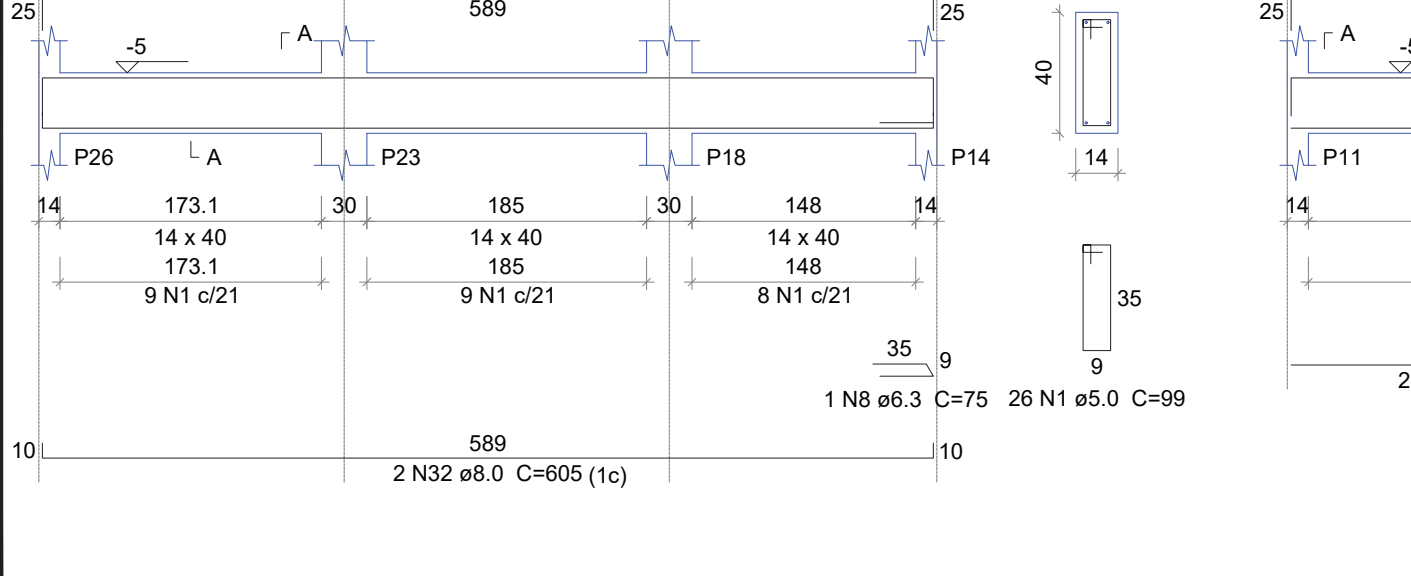 25 589 25 25
A A
-5
40
P26 A P23 P18 P14 14 P11
14 173.1 30 185 30 148 14 14
14 x 40 14 x 40 14 x 40
173.1 185 148
9 N1 c/21 9 N1 c/21 8 N1 c/21
35
35 9
9
1 N8 ø6.3 C=75 26 N1 ø5.0 C=99
10 589 10
2 N32 ø8.0 C=605 (1c)